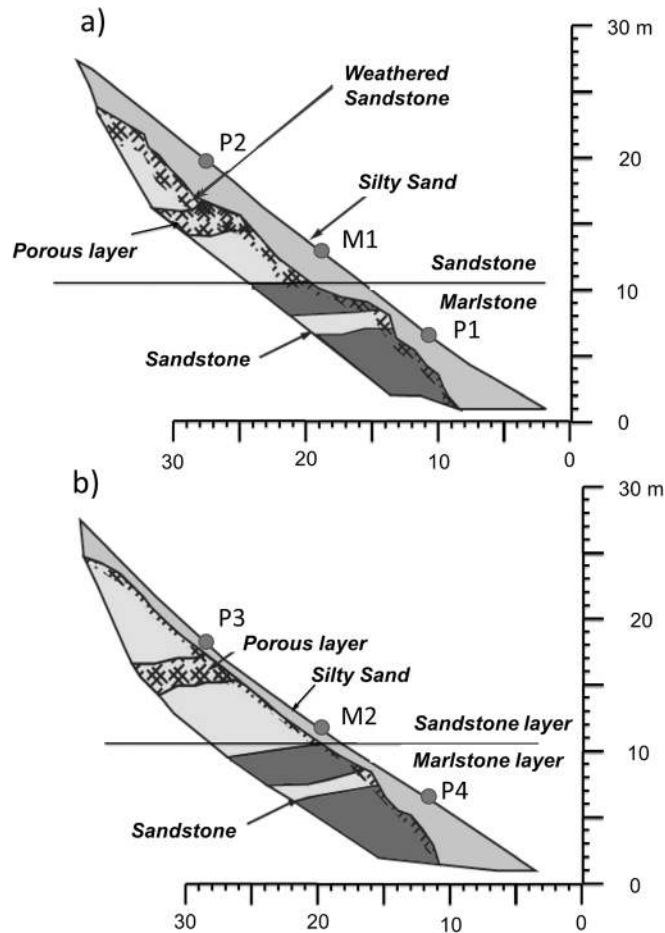 a)
30 m
Weathered
Sandstone
P2
20
Silty Sand
M1
Porous layer
Sandstone
10
Marlstone
P1
Sandstone
0
30
20
10
0
b)
30 m
P3
20
Porous layer
Silty Sand
M2
Sandstone layer
10
Marlstone layer
P4
Sandstone
0
30
20
10
0